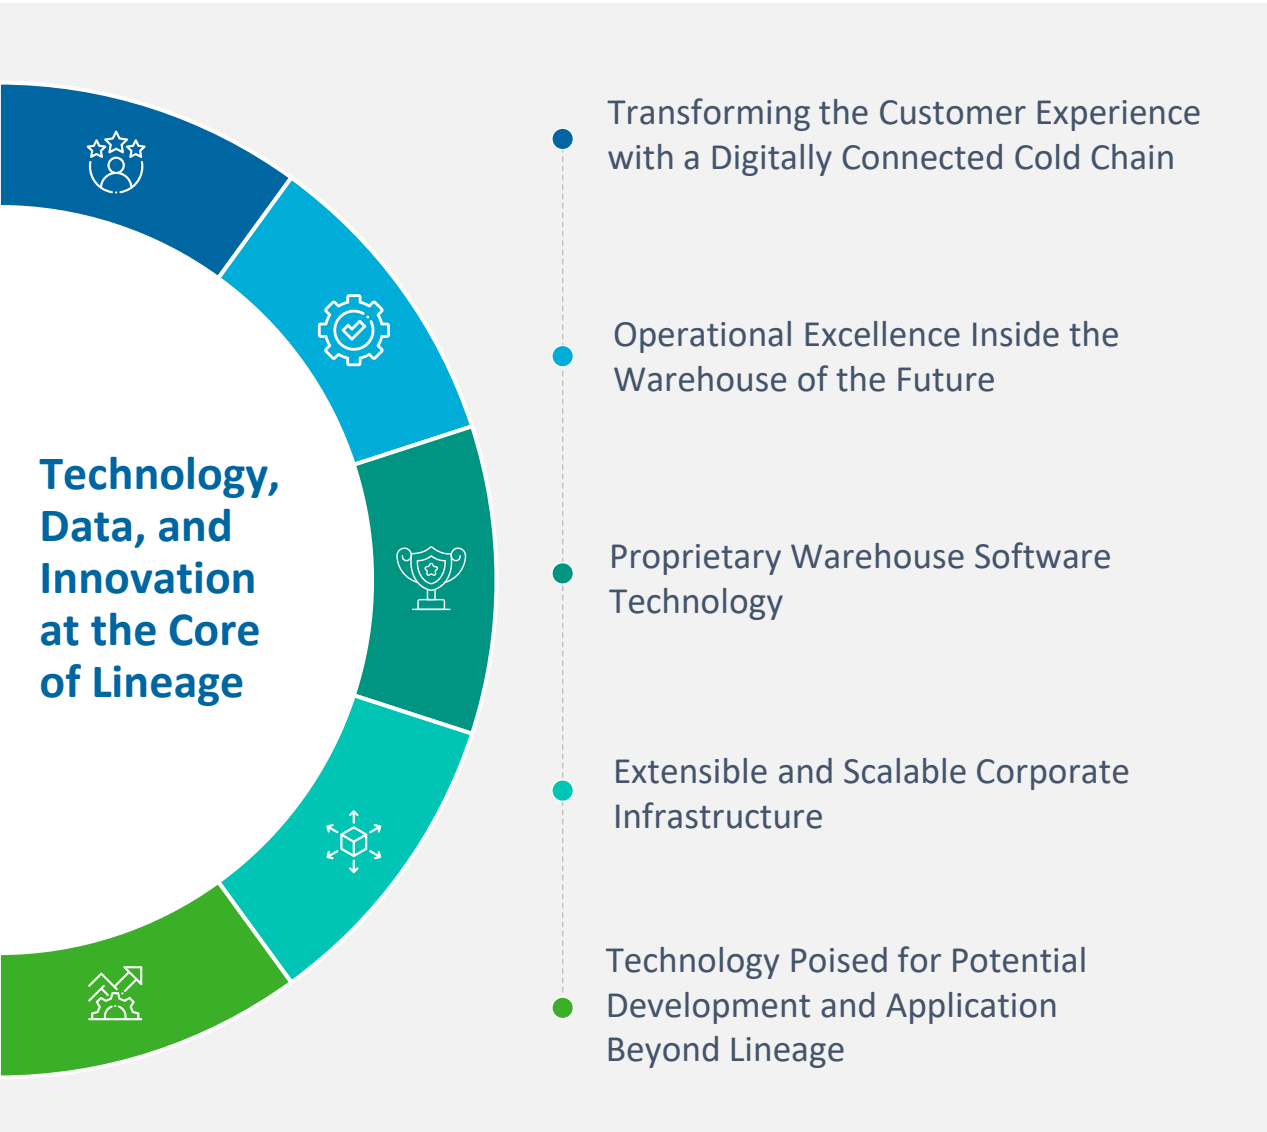 Technology,
Data, and
Innovation
at the Core
of Lineage
Transforming the Customer Experience
with a Digitally Connected Cold Chain
Operational Excellence Inside the
Warehouse of the Future
Proprietary Warehouse Software
Technology
Extensible and Scalable Corporate
Infrastructure
Technology Poised for Potential
Development and Application
Beyond Lineage